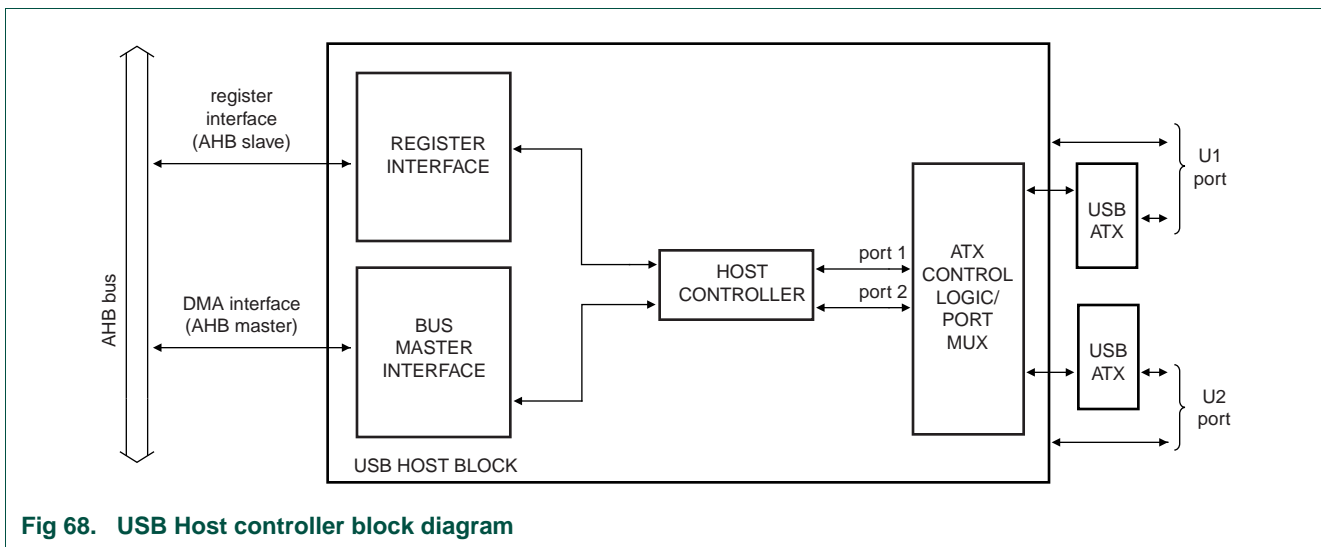 register
interface
(AHB slave)
REGISTER
INTERFACE
AHB bus
DMA interface
(AHB master)
BUS
MASTER
INTERFACE
USB HOST BLOCK
HOST
CONTROLLER
port 1
port 2
ATX
CONTROL
LOGIC/
PORT
MUX
USB
ATX
U1
port
USB
ATX
U2
port
Fig 68. USB Host controller block diagram